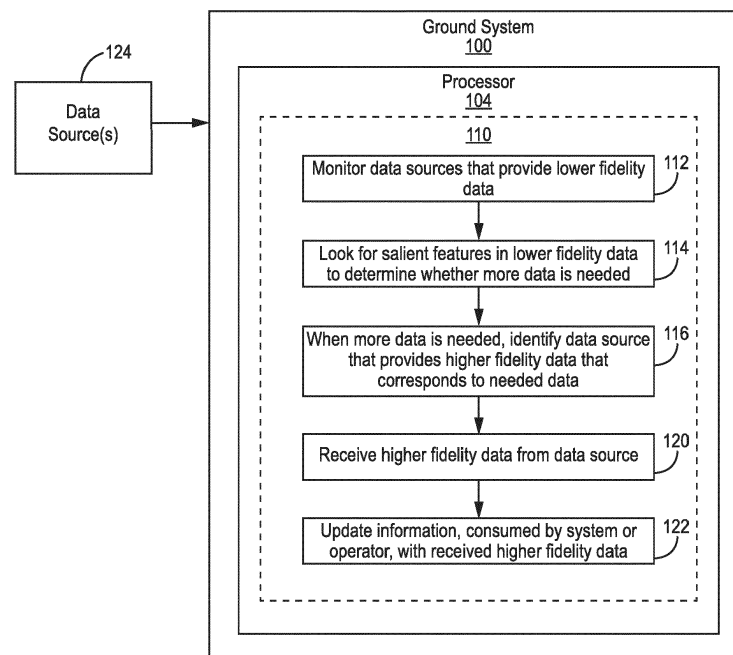 124
Data
Source(s)
Ground System
100
Processor
104
110
Monitor data sources that provide lower fidelity
data
112
Look for salient features in lower fidelity data
to determine whether more data is needed
114
When more data is needed, identify data source
that provides higher fidelity data that
corresponds to needed data
116
Receive higher fidelity data from data source
120
Update information, consumed by system or
operator, with received higher fidelity data
122